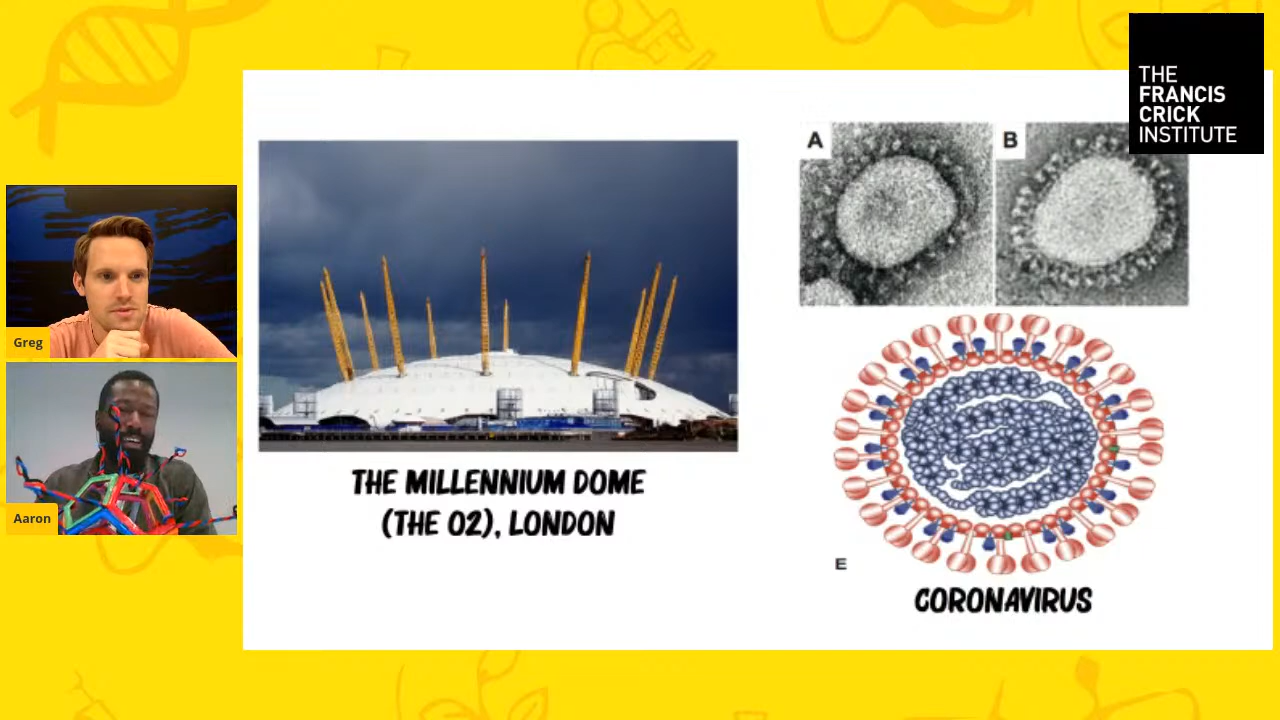 THE
FRANCIS
CRICK
INSTITUTE
A
B
Greg
Aaron
THE MILLENNIUM DOME
(THE O2), LONDON
E
CORONAVIRUS